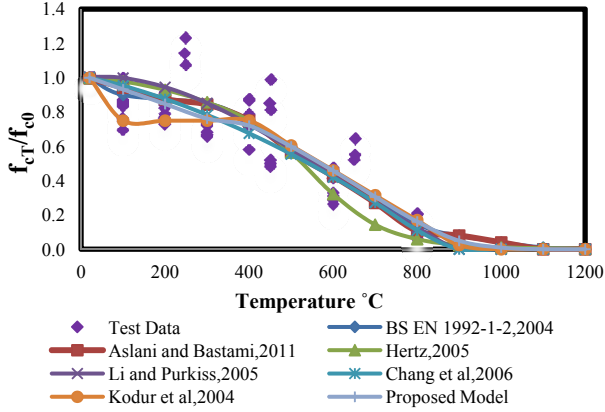 1.4
1.2
1.0
0.8
0.6
0.4
0.2
0.0
f_cT/f_c0
0 200 400 600 800 1000 1200
Temperature ˚C
Test Data BS EN 1992-1-2,2004
Aslani and Bastami,2011 Hertz,2005
Li and Purkiss,2005 Chang et al,2006
Kodur et al,2004 Proposed Model